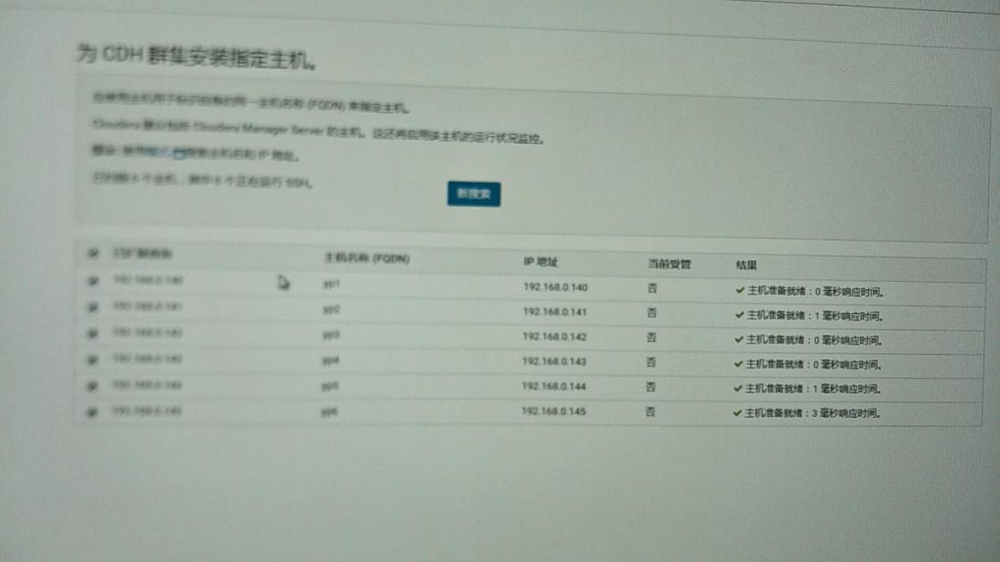 为 CDH 群集安装指定主机。
应使用主机用于标识自身的同一主机名称 (FQDN) 来指定主机。
Cloudera 建议包括 Cloudera Manager Server 的主机。这还将启用该主机的运行状况监控。
提示: 使用 搜索主机名和 IP 地址。
已扫描 6 个主机，其中 6 个正在运行 SSH。
新搜索
已扩展查询 主机名称 (FQDN) IP 地址 当前受管 结果
192.168.0.140 yp1 192.168.0.140 否 主机准备就绪：0 毫秒响应时间。
192.168.0.141 yp2 192.168.0.141 否 主机准备就绪：1 毫秒响应时间。
192.168.0.142 yp3 192.168.0.142 否 主机准备就绪：0 毫秒响应时间。
192.168.0.143 yp4 192.168.0.143 否 主机准备就绪：0 毫秒响应时间。
192.168.0.144 yp5 192.168.0.144 否 主机准备就绪：1 毫秒响应时间。
192.168.0.145 yp6 192.168.0.145 否 主机准备就绪：3 毫秒响应时间。